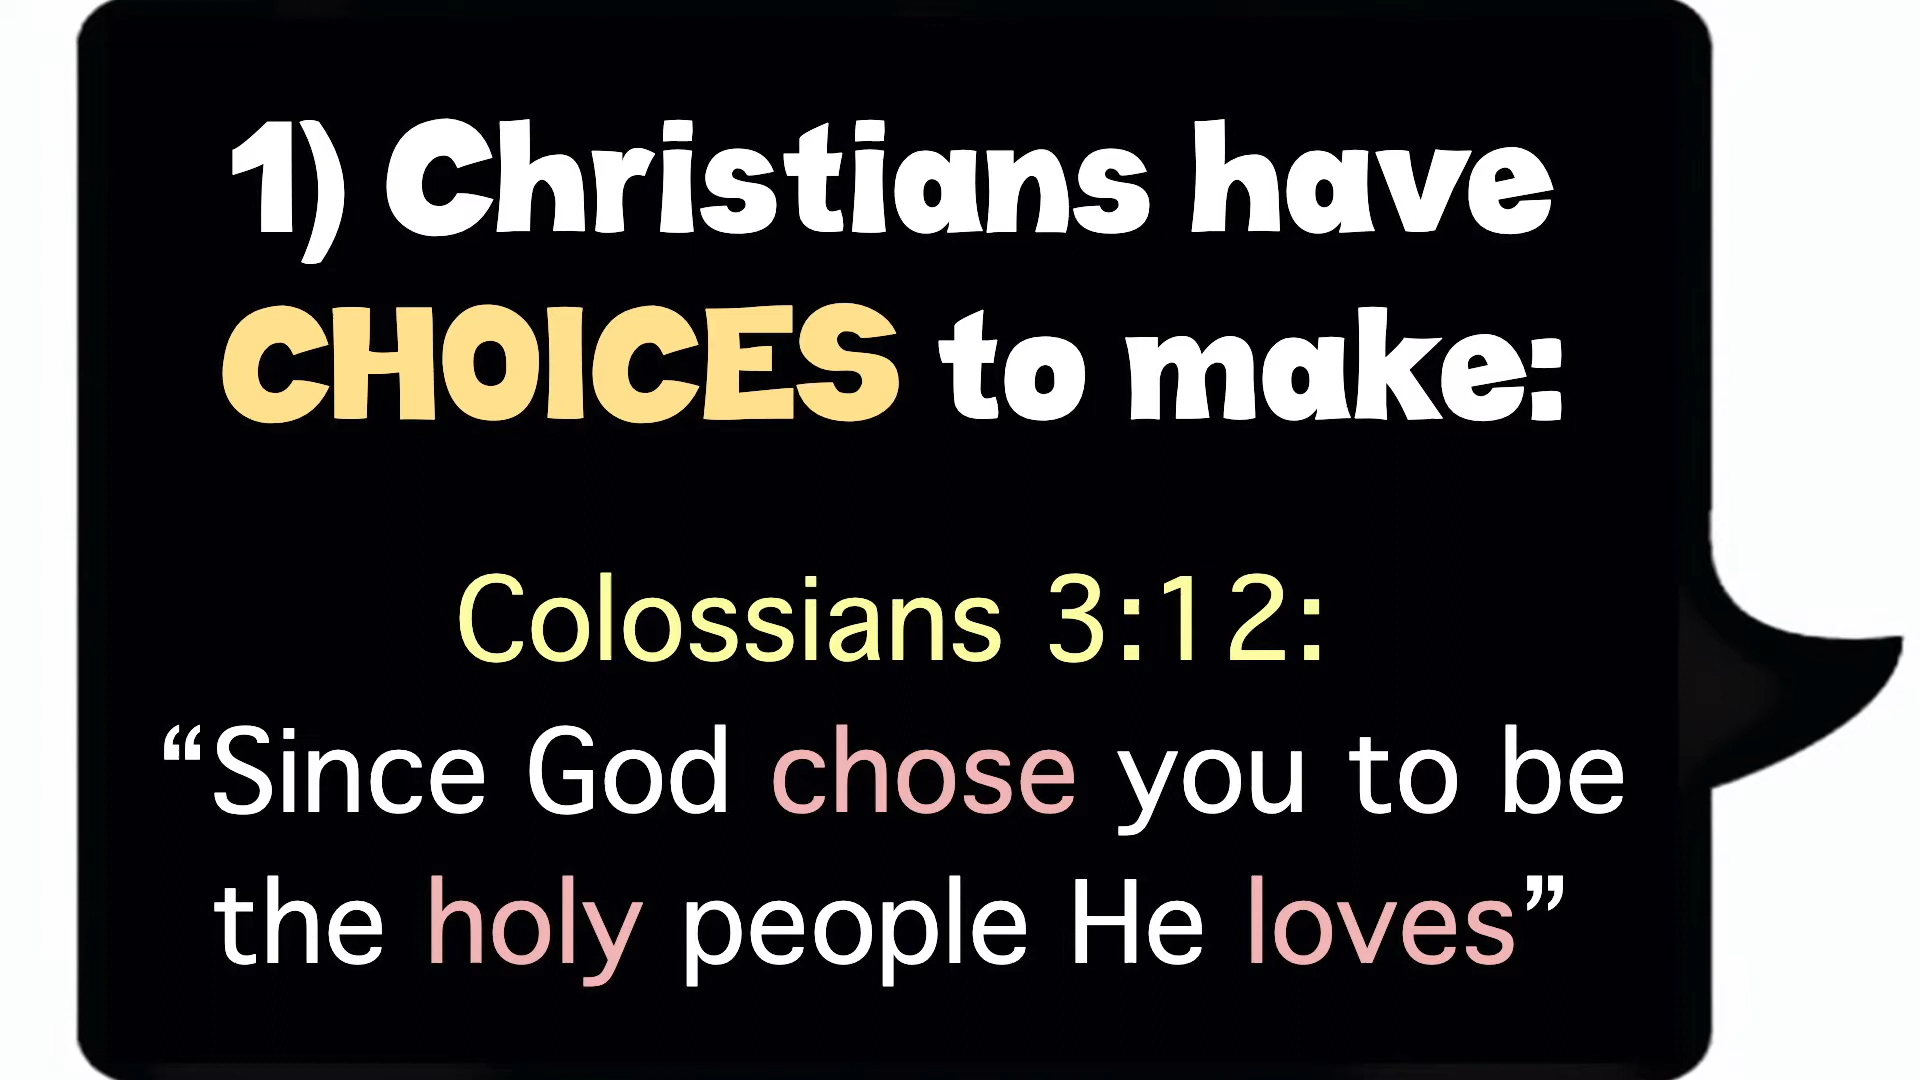 1) Christians have
CHOICES to make:
Colossians 3:12:
“Since God chose you to be
the holy people He loves”